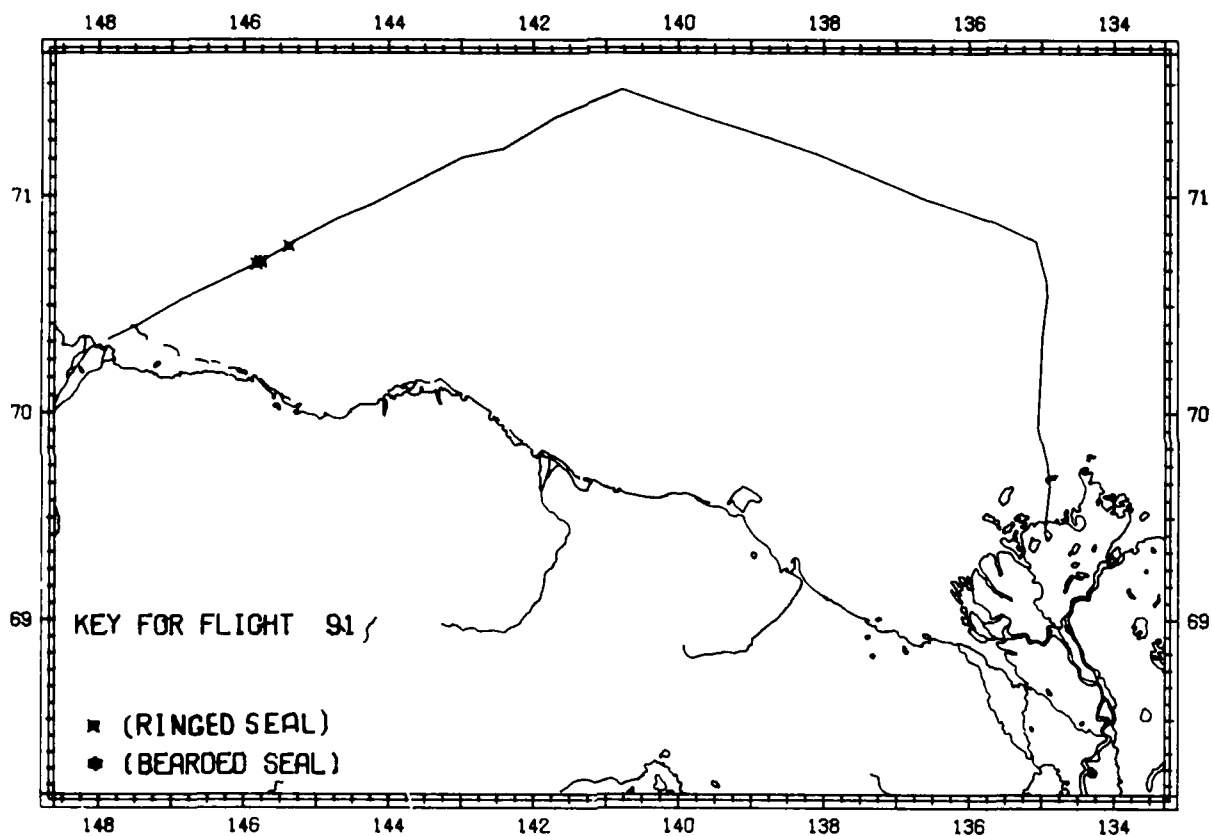 148 146 144 142 140 138 136 134
71 71
70 70
69 KEY FOR FLIGHT 91 69
(RINGED SEAL)
(BEARDED SEAL)
148 146 144 142 140 138 136 134